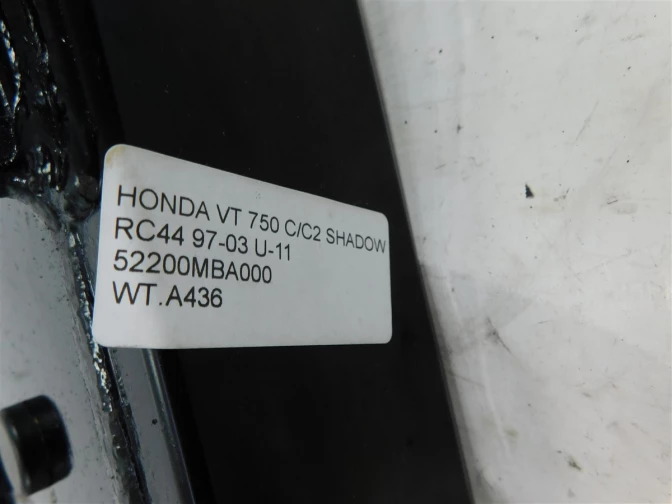 HONDA VT 750 C/C2 SHADOW
RC44 97-03 U-11
52200MBA000
WT.A436